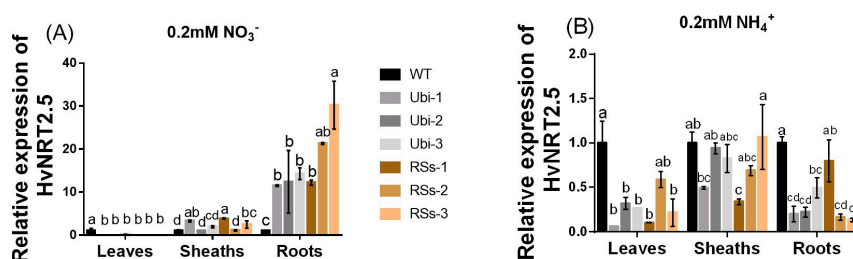 (A)
0.2mM NO3-
Relative expression of
HvNRT2.5
40
30
20
10
0
a b b b b b b
d a d cd a d bc
c b b b b ab a
Leaves Sheaths Roots
WT
Ubi-1
Ubi-2
Ubi-3
RSs-1
RSs-2
RSs-3
(B)
0.2mM NH4+
Relative expression of
HvNRT2.5
2.0
1.5
1.0
0.5
0.0
a b b b b ab b
ab bc ab abc c ab abc
a cd cd bc ab cd cd
Leaves Sheaths Roots